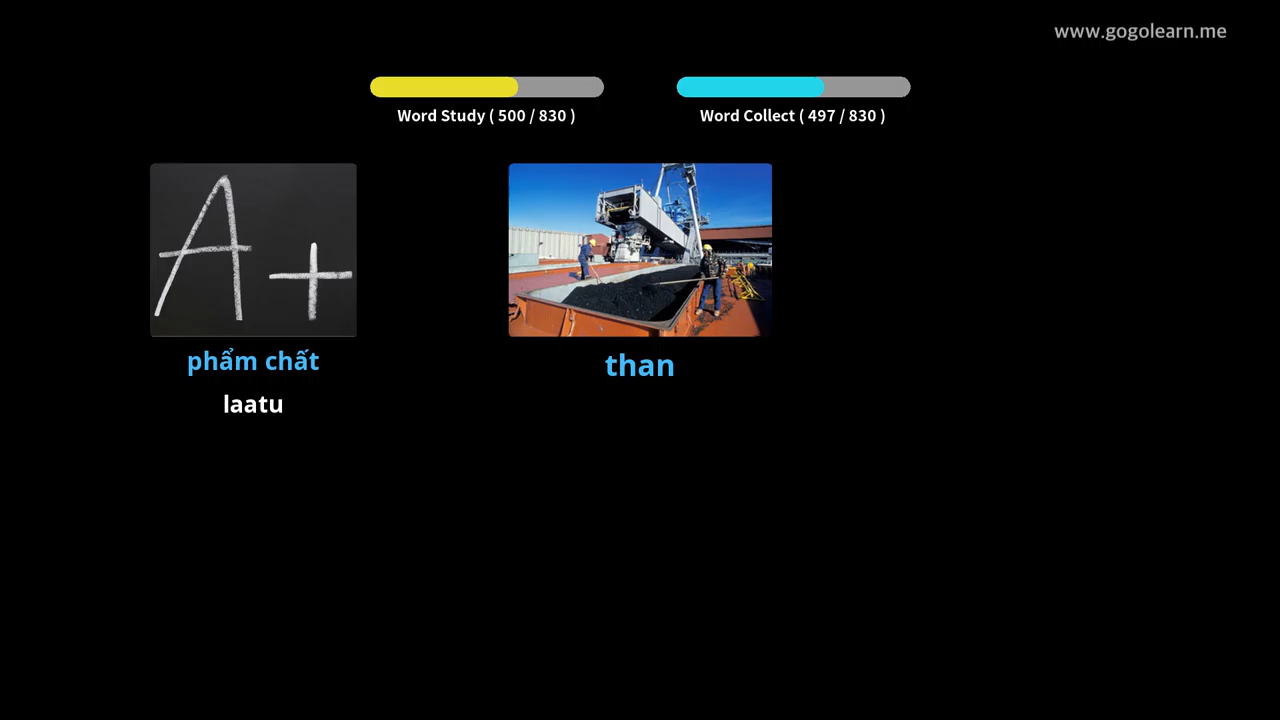 www.gogolearn.me
Word Study ( 500 / 830 )
Word Collect ( 497 / 830 )
A+
phẩm chất
laatu
than